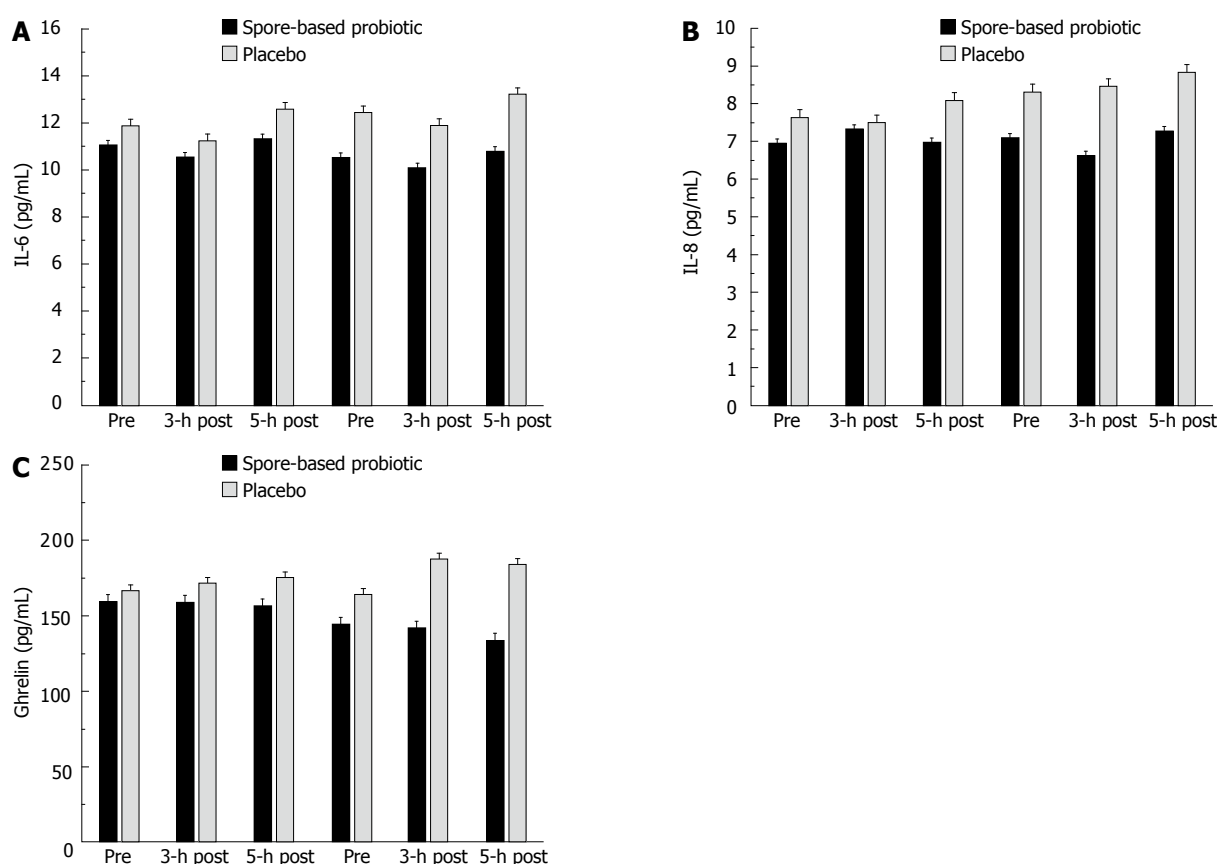 A
Spore-based probiotic
Placebo
IL-6 (pg/mL)
16
14
12
10
8
6
4
2
0
Pre 3-h post 5-h post Pre 3-h post 5-h post
B
Spore-based probiotic
Placebo
IL-8 (pg/mL)
10
9
8
7
6
5
4
3
2
1
0
Pre 3-h post 5-h post Pre 3-h post 5-h post
C
Spore-based probiotic
Placebo
Ghrelin (pg/mL)
250
200
150
100
50
0
Pre 3-h post 5-h post Pre 3-h post 5-h post